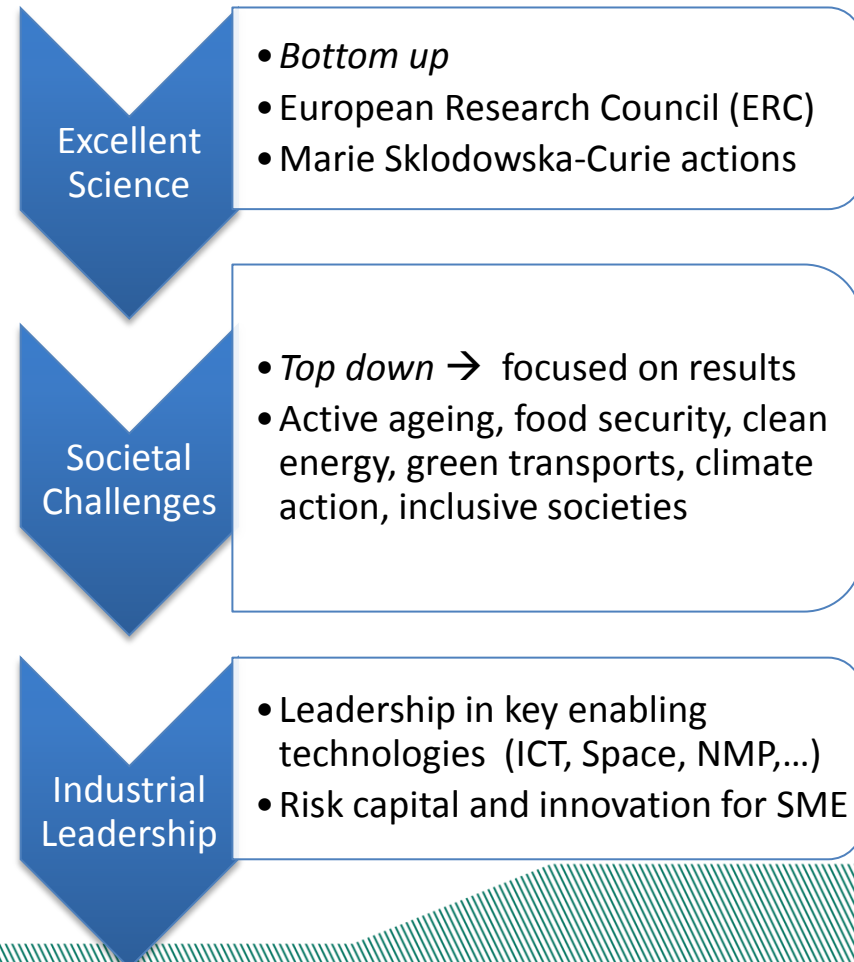 Excellent
Science
• Bottom up
• European Research Council (ERC)
• Marie Sklodowska-Curie actions
Societal
Challenges
• Top down → focused on results
• Active ageing, food security, clean
energy, green transports, climate
action, inclusive societies
Industrial
Leadership
• Leadership in key enabling
technologies (ICT, Space, NMP,...)
• Risk capital and innovation for SME